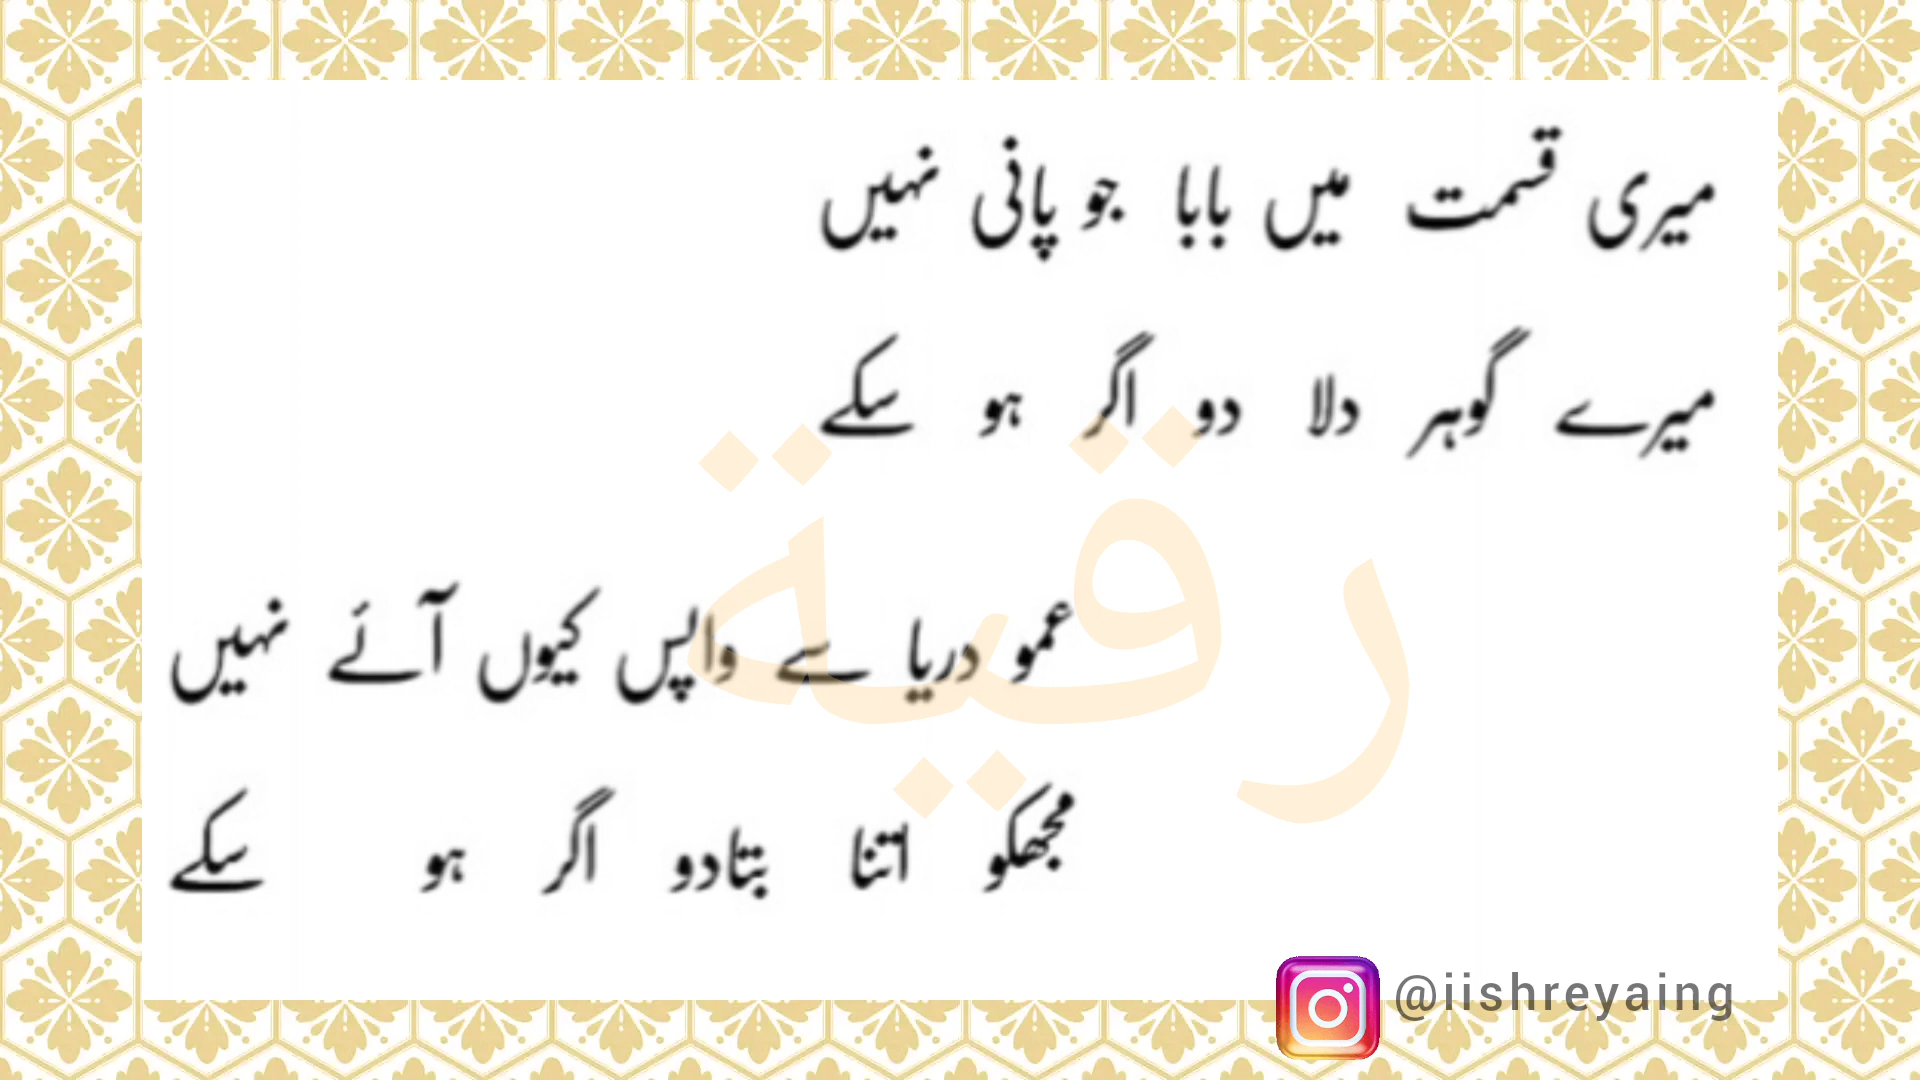 میری قسمت میں بابا جو پانی نہیں
میرے گوہر دلا دو اگر ہو سکے
رقية
عمو دریا سے واپس کیوں آئے نہیں
مجھکو اتنا بتادو اگر ہو سکے
@iishreyaing